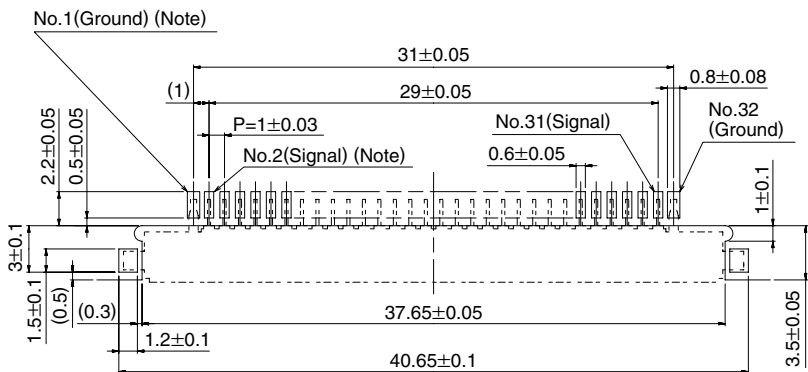 No.1(Ground) (Note)
31±0.05
0.8±0.08
(1)
29±0.05
P=1±0.03
No.31(Signal)
No.32
(Ground)
No.2(Signal) (Note)
0.6±0.05
2.2±0.05
0.5±0.05
1±0.1
3±0.1
1.5±0.1
(0.5)
(0.3)
37.65±0.05
3.5±0.05
1.2±0.1
40.65±0.1